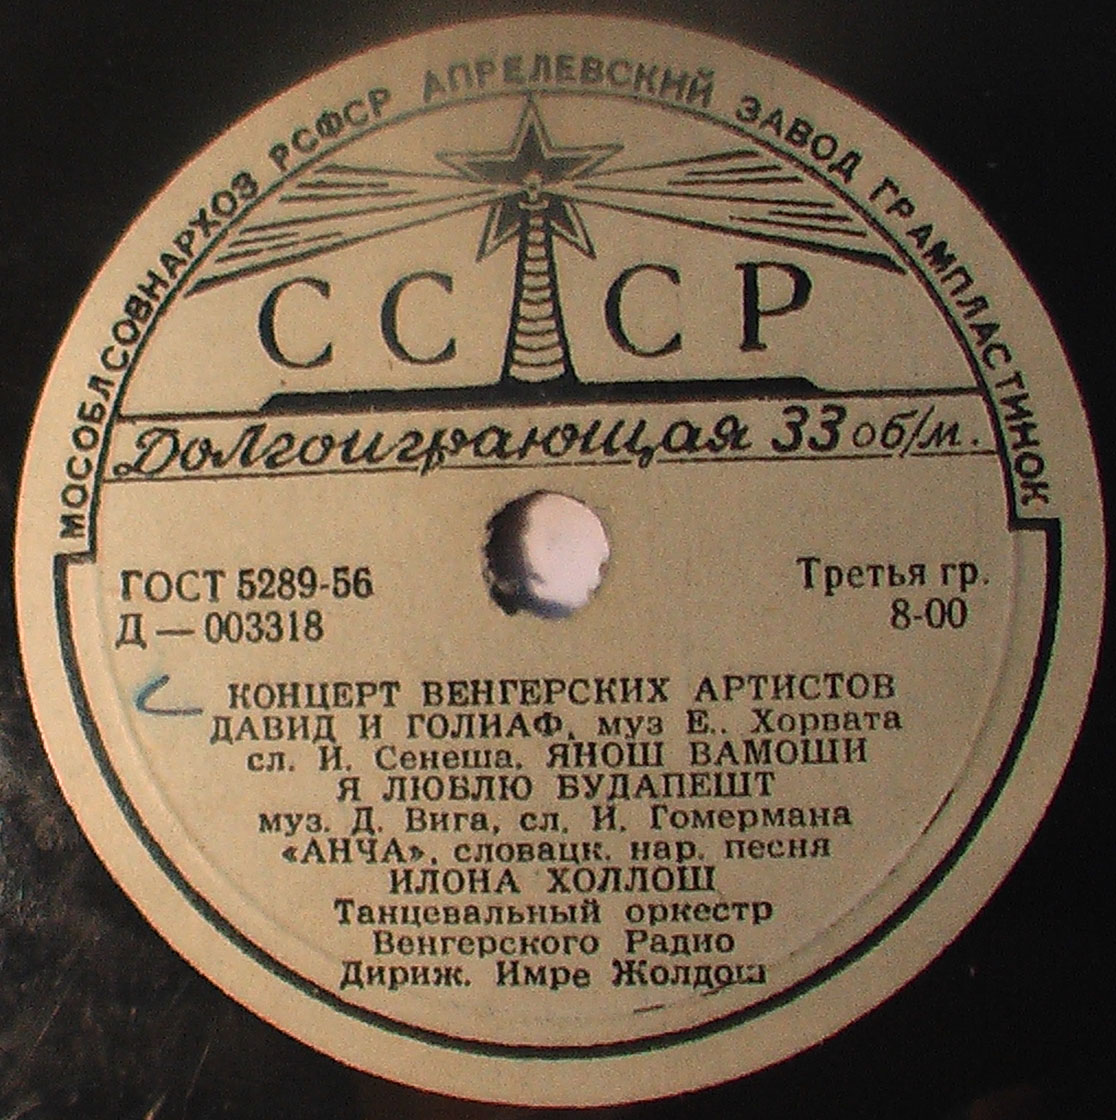 МОСОБЛСОВНАРХОЗ РСФСР АПРЕЛЕВСКИЙ ЗАВОД ГРАМПЛАСТИНОК
СССР
Долгоиграющая 33 об/м.
ГОСТ 5289-56
Д — 003318
Третья гр.
8-00
КОНЦЕРТ ВЕНГЕРСКИХ АРТИСТОВ
ДАВИД И ГОЛИАФ, муз Е.. Хорвата
сл. И. Сенеша. ЯНОШ ВАМОШИ
Я ЛЮБЛЮ БУДАПЕШТ
муз. Д. Вига, сл. И. Гомермана
«АНЧА», словацк. нар. песня
ИЛОНА ХОЛЛОШ
Танцевальный оркестр
Венгерского Радио
Дириж. Имре Жолдош